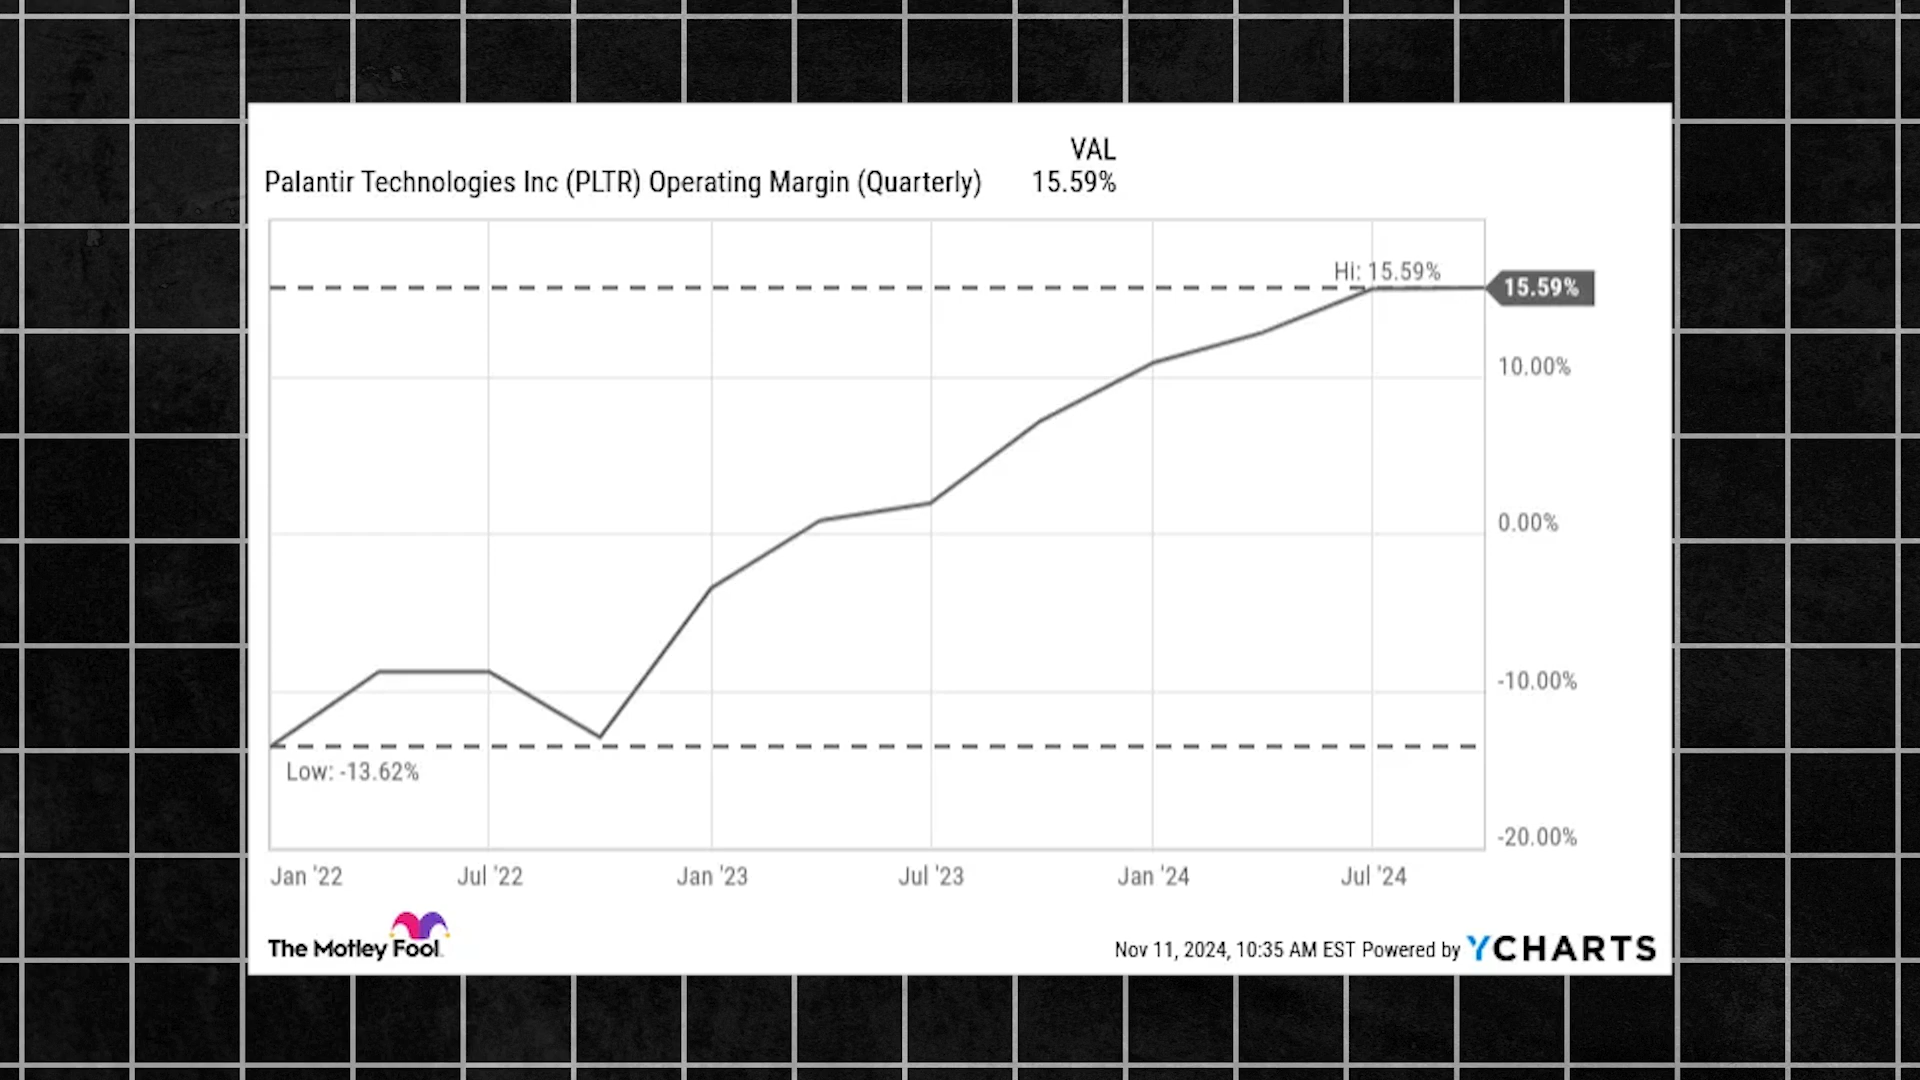 VAL
Palantir Technologies Inc (PLTR) Operating Margin (Quarterly) 15.59%
Hi: 15.59%
15.59%
10.00%
0.00%
-10.00%
Low: -13.62%
-20.00%
Jan '22 Jul '22 Jan '23 Jul '23 Jan '24 Jul '24
The Motley Fool.
Nov 11, 2024, 10:35 AM EST Powered by YCHARTS